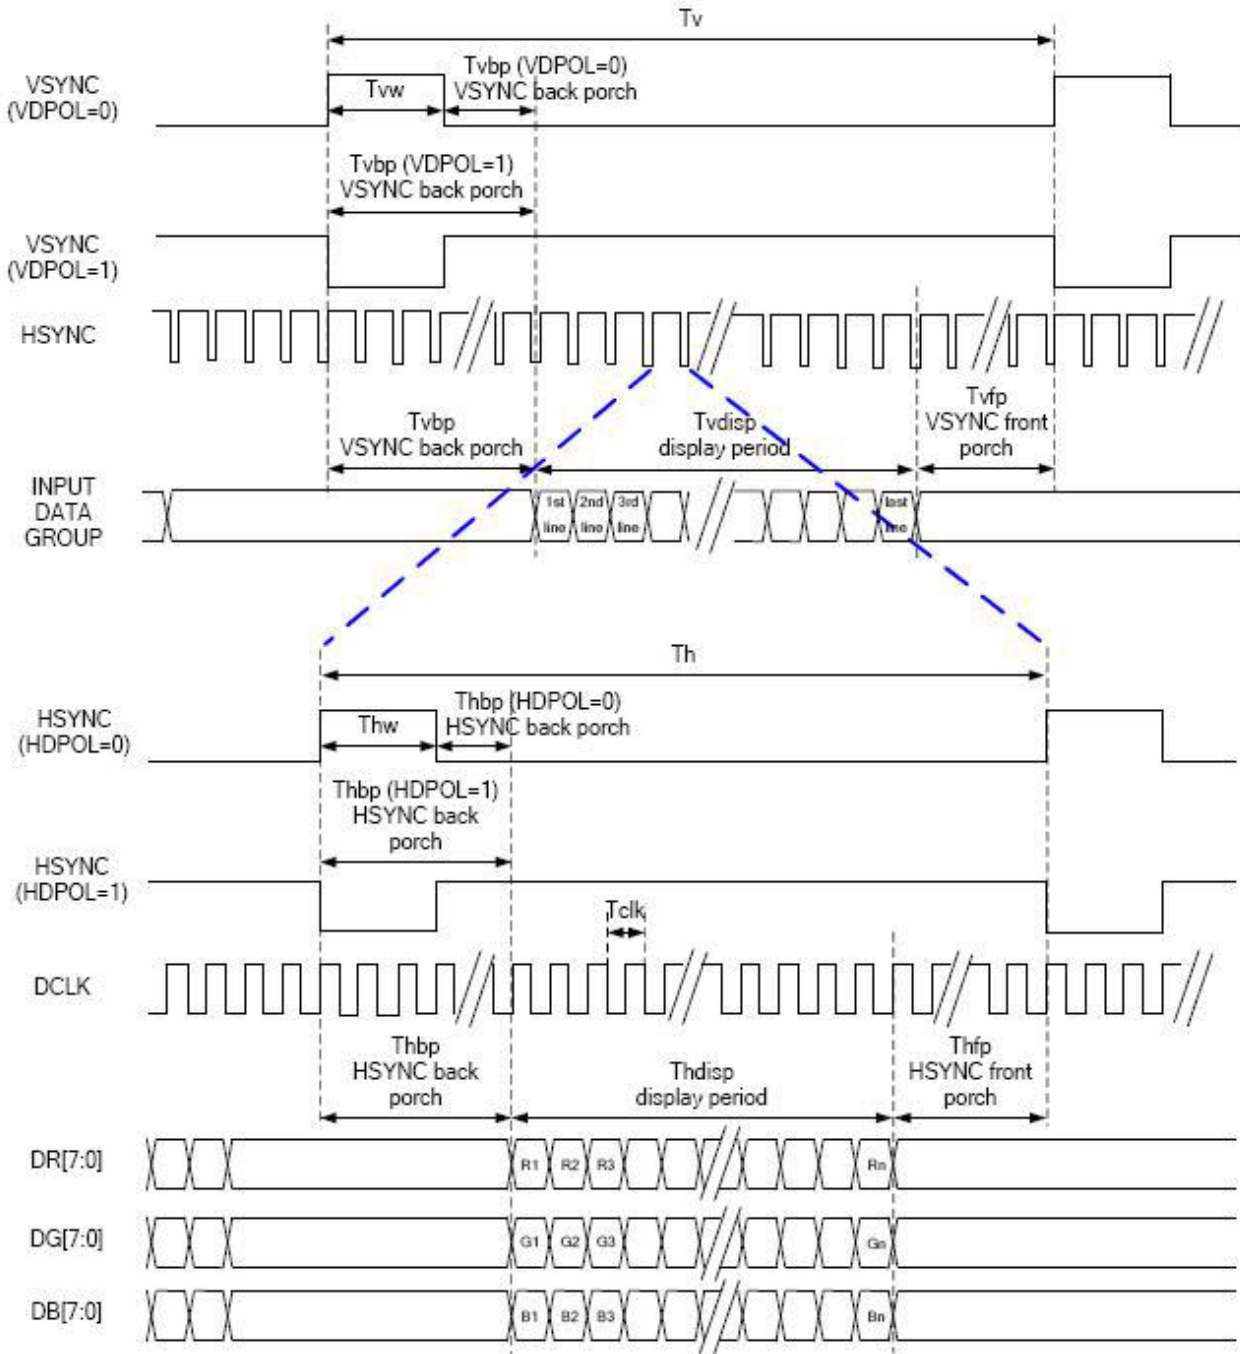 Tv
VSYNC
(VDPOL=0)
Tvw
Tvbp (VDPOL=0)
VSYNC back porch
Tvbp (VDPOL=1)
VSYNC back porch
VSYNC
(VDPOL=1)
HSYNC
Tvbp
VSYNC back porch
Tvdisp
display period
Tvfp
VSYNC front
porch
INPUT
DATA
GROUP
1st
line
2nd
line
3rd
line
last
line
Th
HSYNC
(HDPOL=0)
Thw
Thbp (HDPOL=0)
HSYNC back porch
Thbp (HDPOL=1)
HSYNC back
porch
HSYNC
(HDPOL=1)
Tclk
DCLK
Thbp
HSYNC back
porch
Thdisp
display period
Thfp
HSYNC front
porch
DR[7:0]
R1 R2 R3 Rn
DG[7:0]
G1 G2 G3 Gn
DB[7:0]
B1 B2 B3 Bn